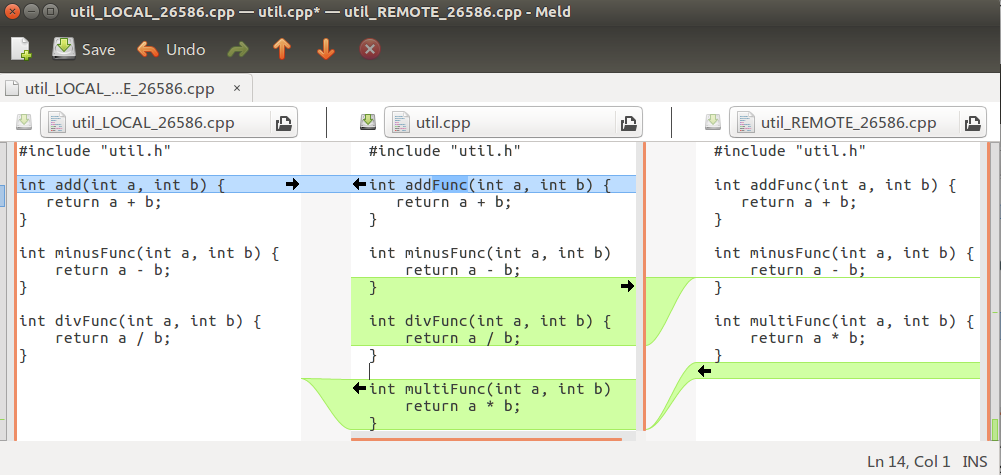 util_LOCAL_26586.cpp — util.cpp* — util_REMOTE_26586.cpp - Meld
Save Undo
util_LOCAL_...E_26586.cpp ×
util_LOCAL_26586.cpp
util.cpp
util_REMOTE_26586.cpp
#include "util.h"
int add(int a, int b) {
return a + b;
}
int minusFunc(int a, int b) {
return a - b;
}
int divFunc(int a, int b) {
return a / b;
}
#include "util.h"
int addFunc(int a, int b) {
return a + b;
}
int minusFunc(int a, int b)
return a - b;
}
int divFunc(int a, int b) {
return a / b;
}
int multiFunc(int a, int b)
return a * b;
}
#include "util.h"
int addFunc(int a, int b) {
return a + b;
}
int minusFunc(int a, int b) {
return a - b;
}
int multiFunc(int a, int b) {
return a * b;
}
Ln 14, Col 1 INS